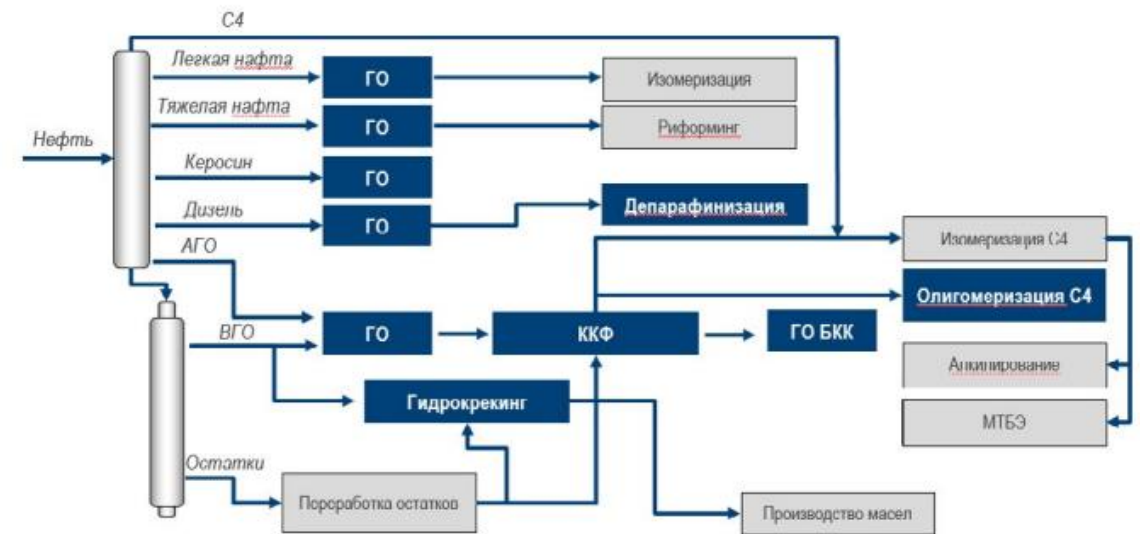 С4
Легкая нафта
ГО
Изомеризация
Тяжелая нафта
ГО
Риформинг
Нефть
Керосин
ГО
Дизель
ГО
Депарафинизация
АГО
Изомеризация С4
Олигомеризация С4
ВГО
ГО
ККФ
ГО БКК
Алкилирование
Гидрокрекинг
МТБЭ
Остатки
Переработка остатков
Производство масел